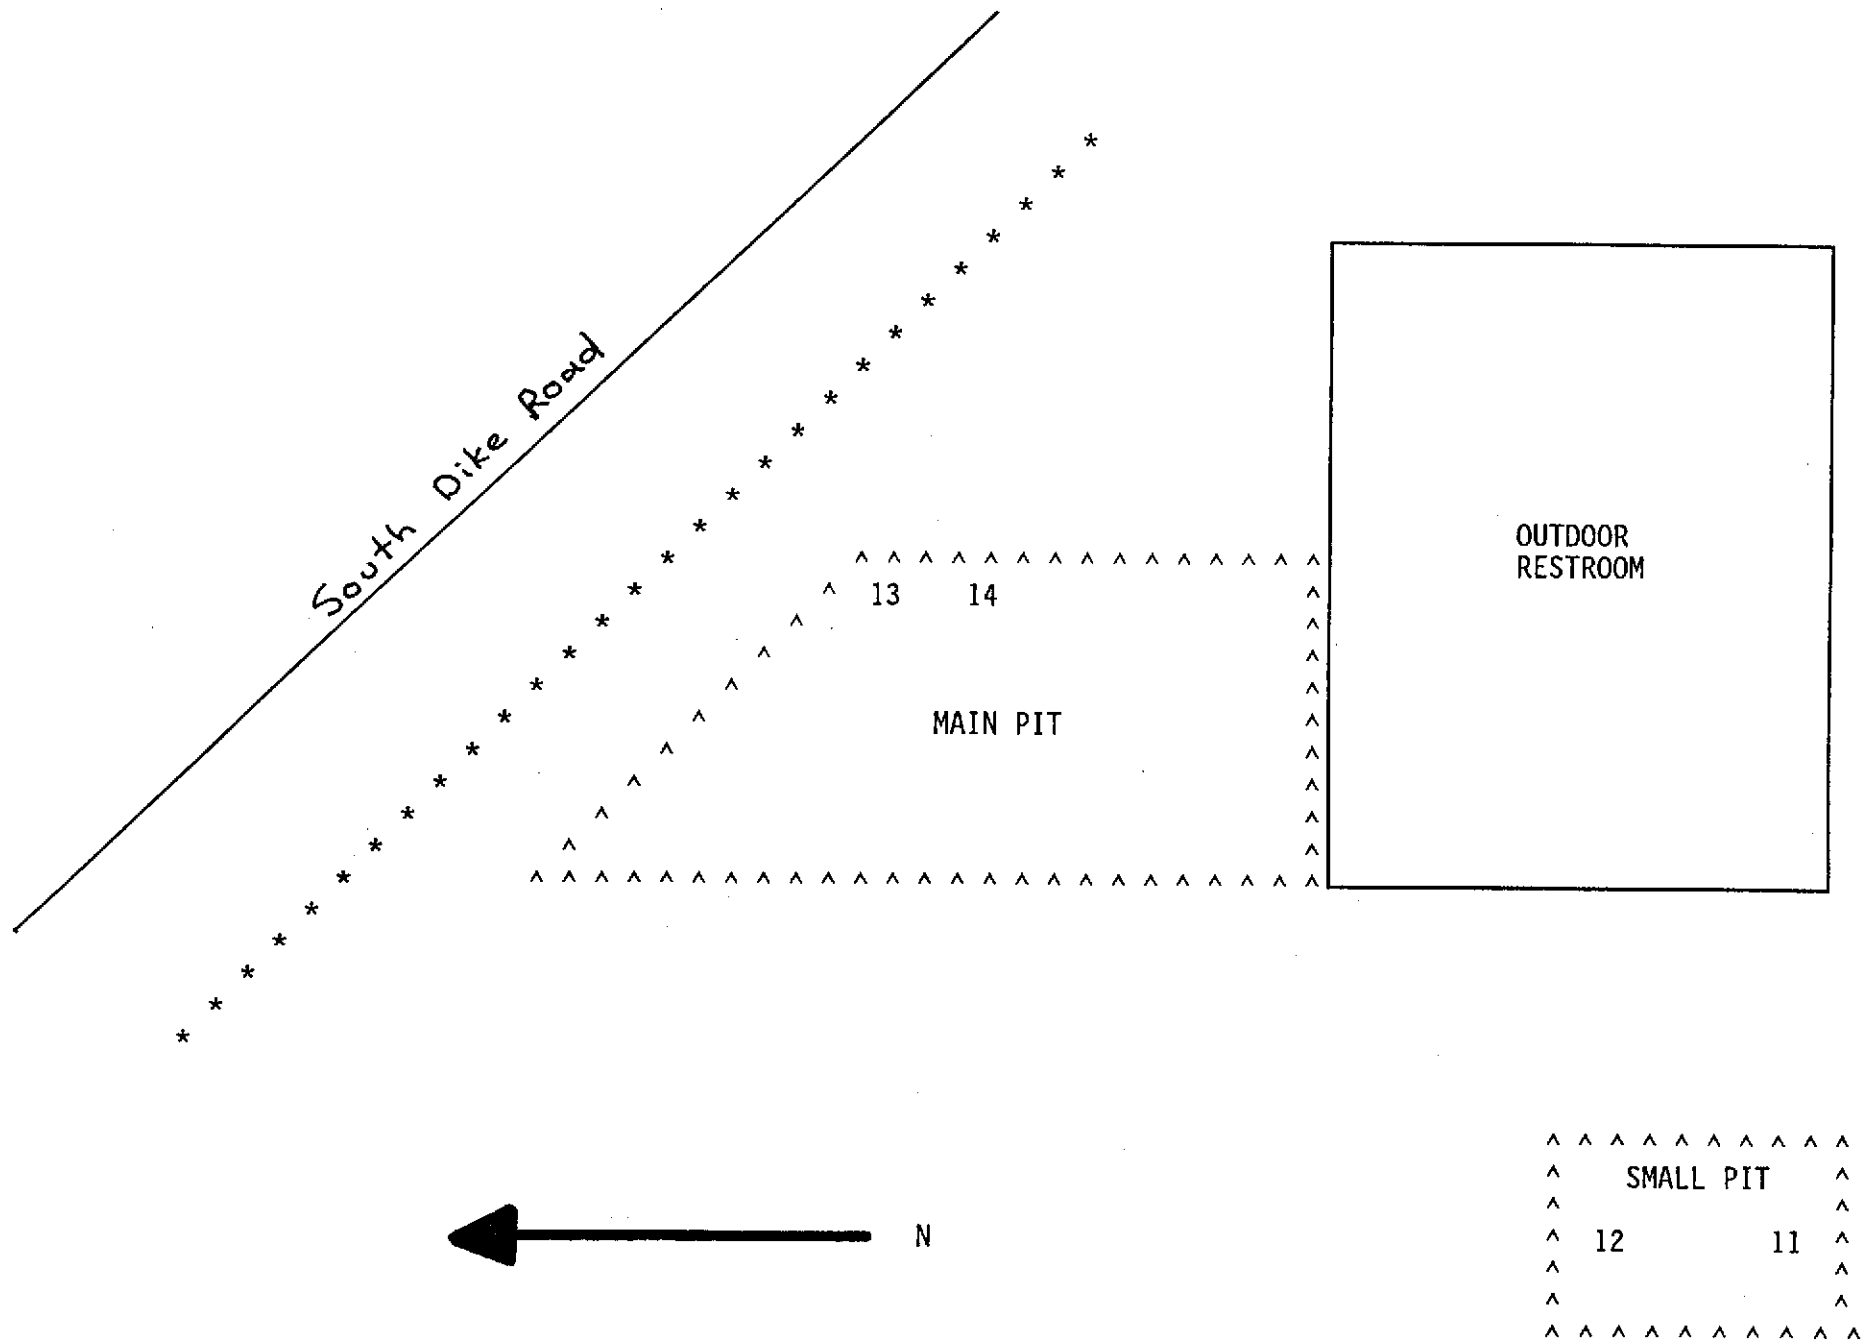 South Dike Road
OUTDOOR
RESTROOM
13 14
MAIN PIT
SMALL PIT
N
12 11